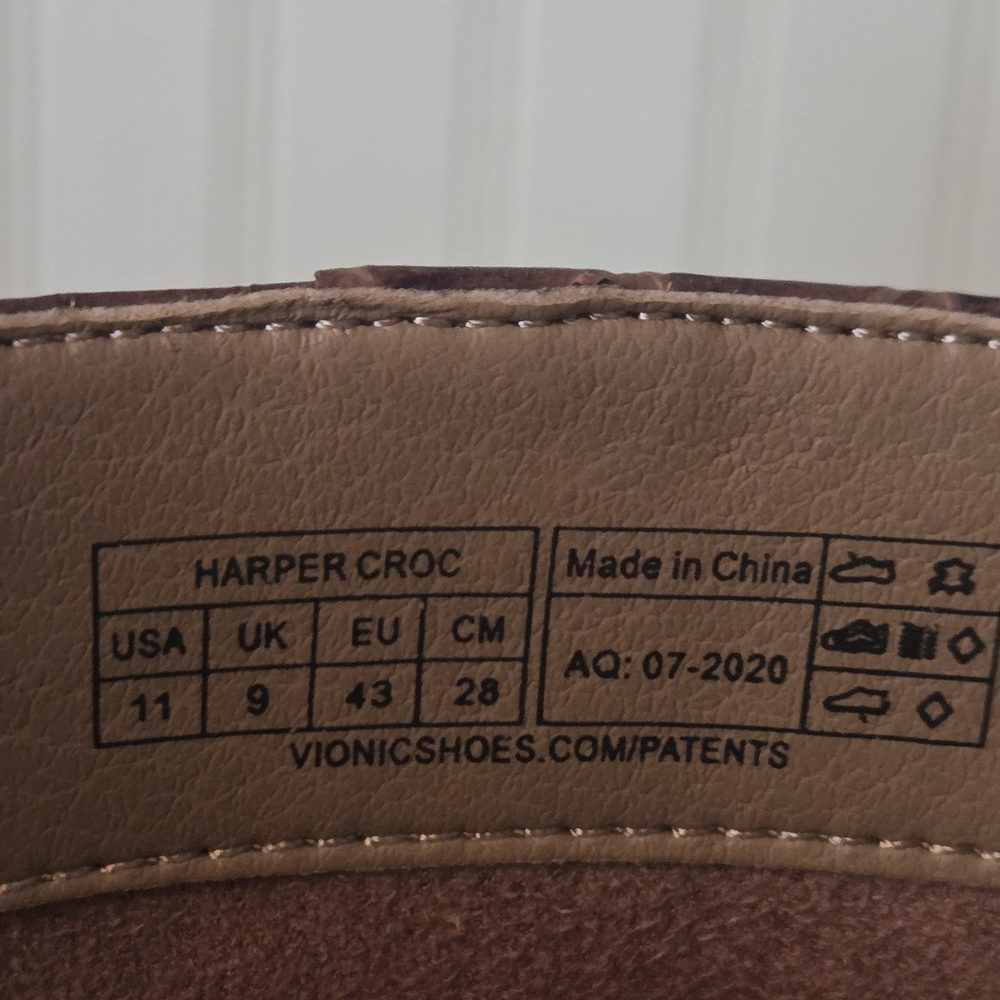 HARPER CROC
USA UK EU CM
11 9 43 28
Made in China
AQ: 07-2020
VIONICSHOES.COM/PATENTS